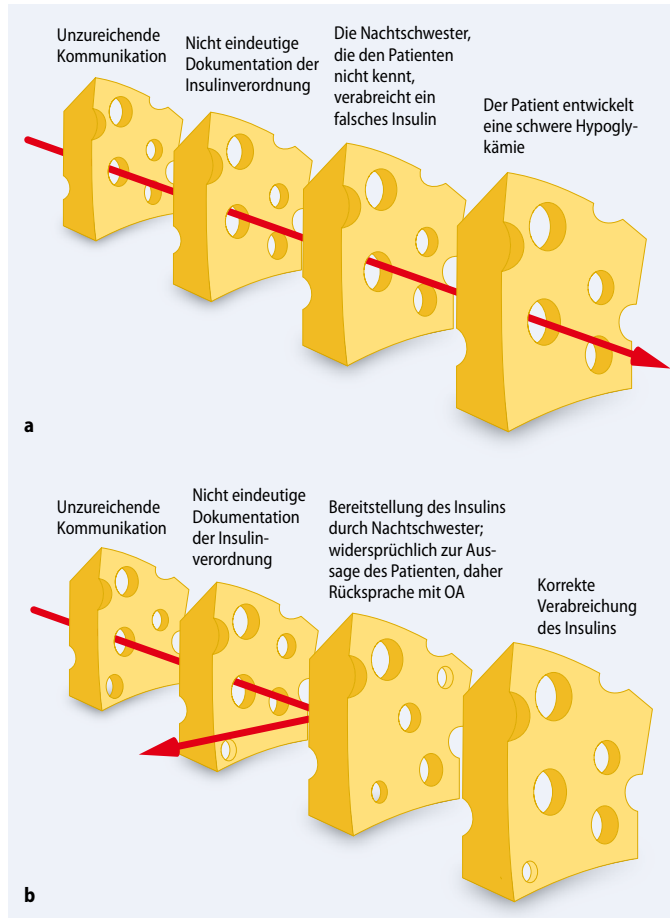 Unzureichende
Kommunikation
Nicht eindeutige
Dokumentation der
Insulinverordnung
Die Nachtschwester,
die den Patienten
nicht kennt,
verabreicht ein
falsches Insulin
Der Patient entwickelt
eine schwere Hypogly-
kämie
a
Unzureichende
Kommunikation
Nicht eindeutige
Dokumentation
der Insulin-
verordnung
Bereitstellung des Insulins
durch Nachtschwester;
widersprüchlich zur Aus-
sage des Patienten, daher
Rücksprache mit OA
Korrekte
Verabreichung
des Insulins
b